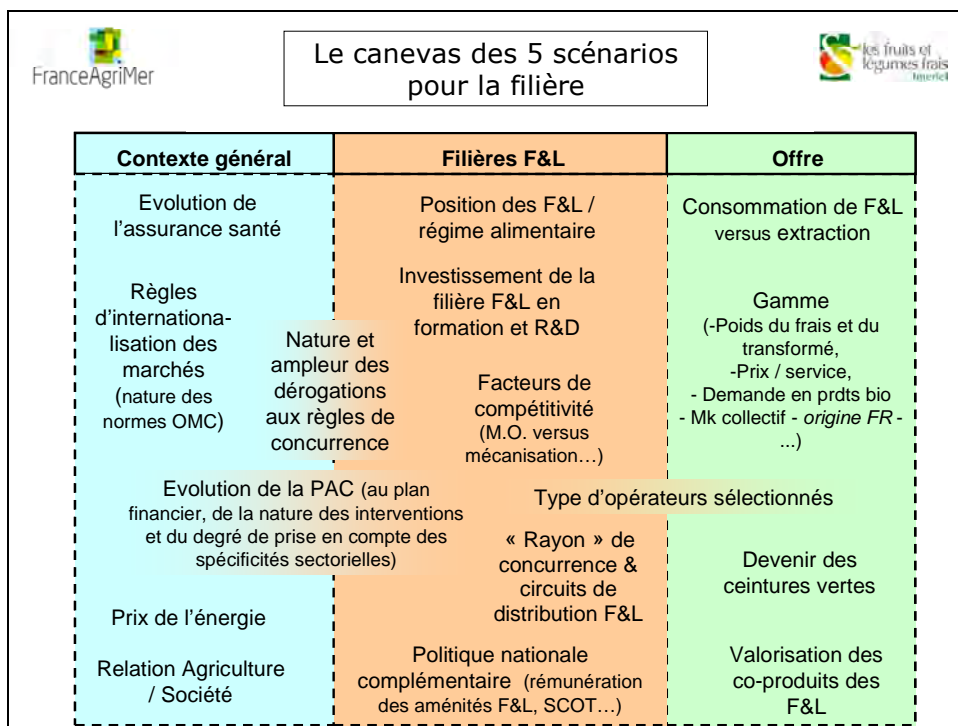 FranceAgriMer
Le canevas des 5 scénarios
pour la filière
les fruits et
légumes frais
Interfel
Contexte général
Filières F&L
Offre
Evolution de
l'assurance santé
Règles
d'internationa-
lisation des
marchés
(nature des
normes OMC)
Nature et
ampleur des
dérogations
aux règles de
concurrence
Evolution de la PAC (au plan
financier, de la nature des interventions
et du degré de prise en compte des
spécificités sectorielles)
Prix de l'énergie
Relation Agriculture
/ Société
Position des F&L /
régime alimentaire
Investissement de la
filière F&L en
formation et R&D
Facteurs de
compétitivité
(M.O. versus
mécanisation…)
Type d'opérateurs sélectionnés
« Rayon » de
concurrence &
circuits de
distribution F&L
Politique nationale
complémentaire (rémunération
des aménités F&L, SCOT…)
Consommation de F&L
versus extraction
Gamme
(-Poids du frais et du
transformé,
-Prix / service,
- Demande en prdts bio
- Mk collectif - origine FR -
...)
Devenir des
ceintures vertes
Valorisation des
co-produits des
F&L